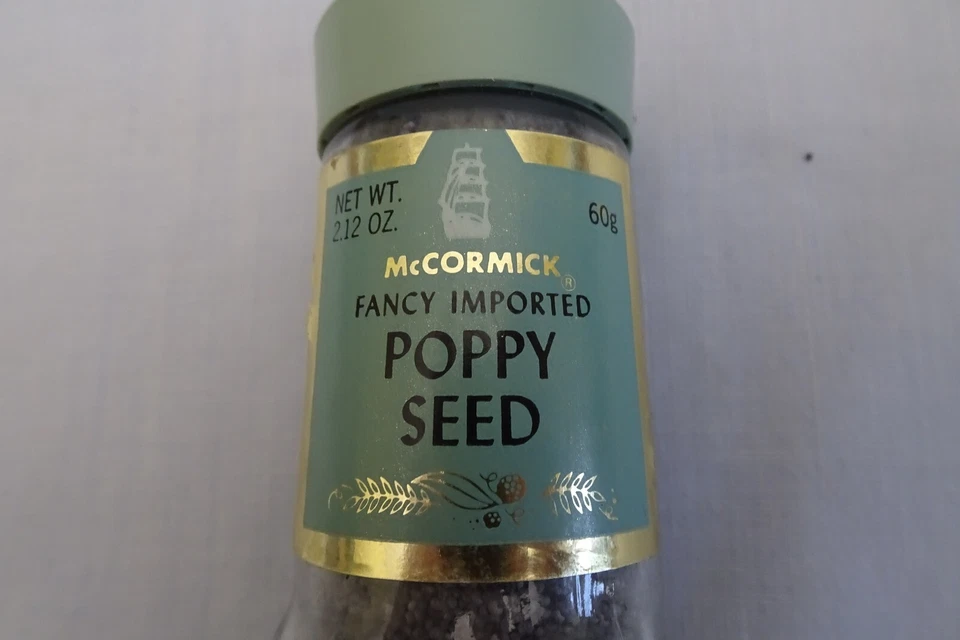 NET WT.
2.12 OZ.
60g
McCORMICK®
FANCY IMPORTED
POPPY
SEED